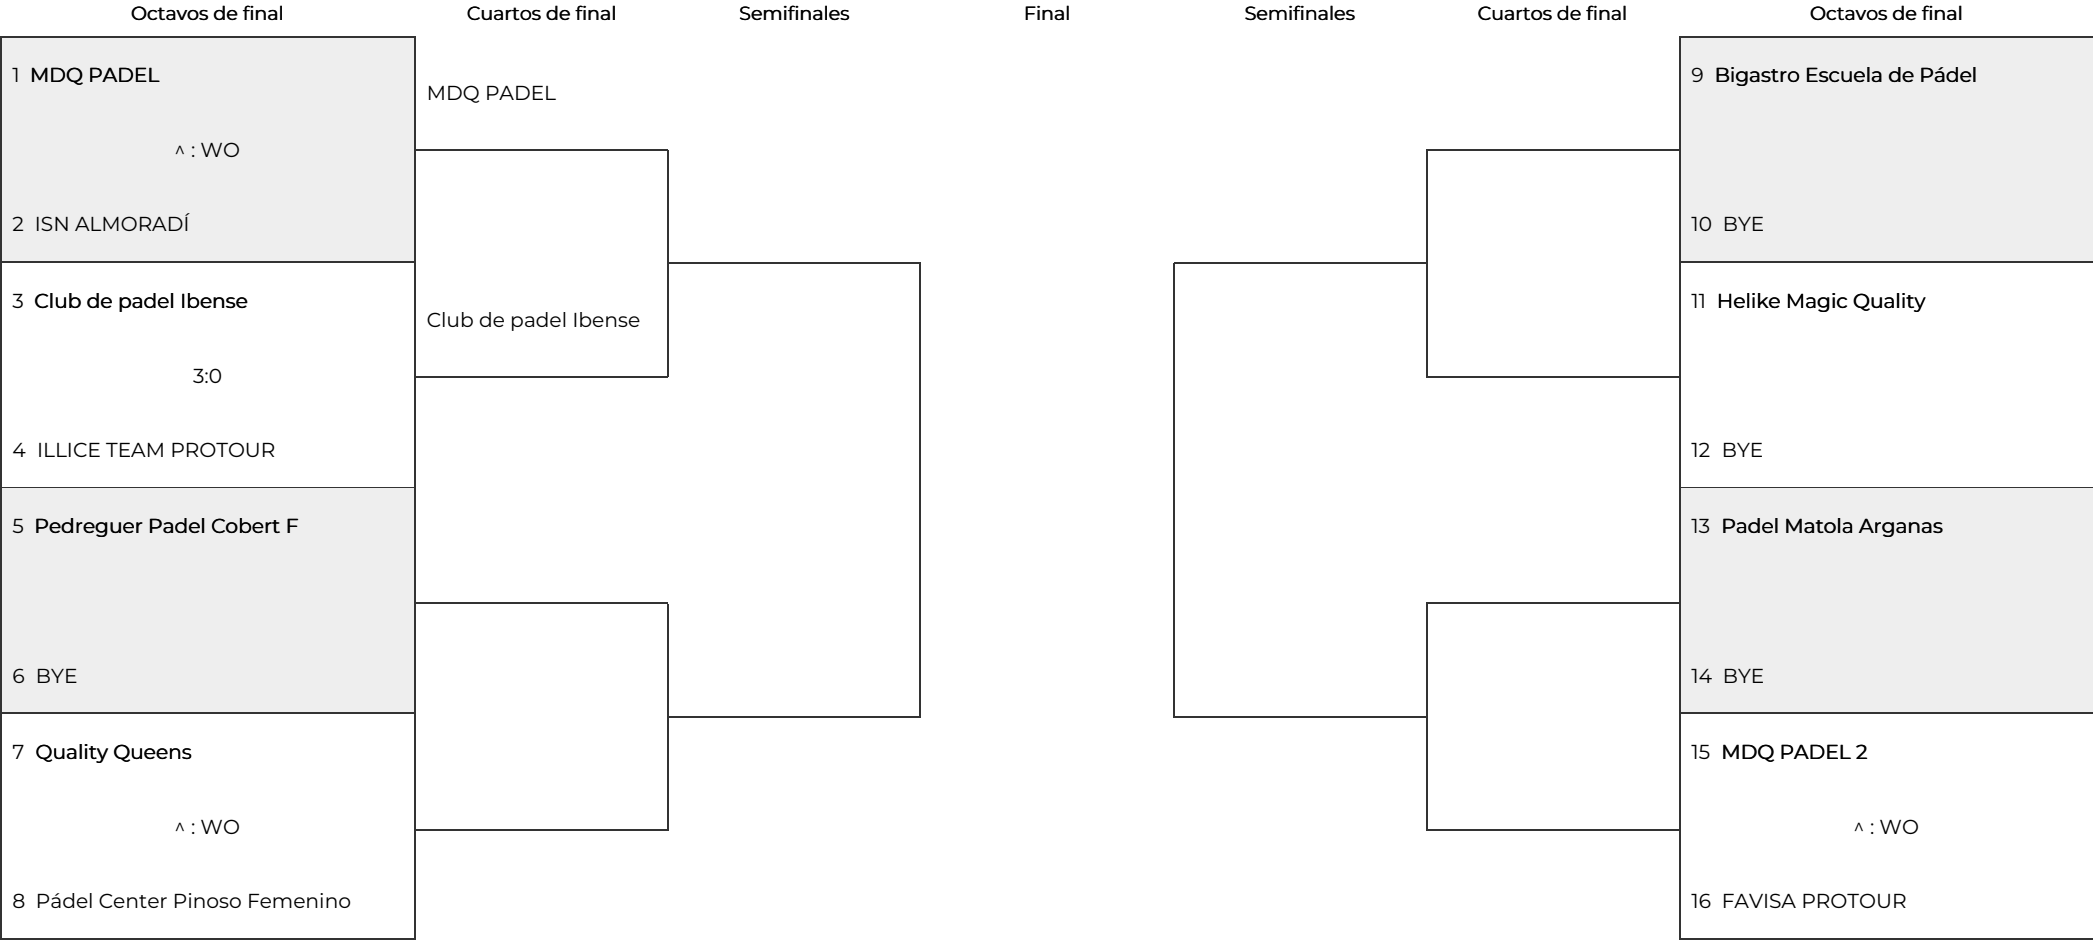 Octavos de final
Cuartos de final
Semifinales
Final
Semifinales
Cuartos de final
Octavos de final
1 MDQ PADEL
^ : WO
2 ISN ALMORADÍ
3 Club de padel Ibense
3:0
4 ILLICE TEAM PROTOUR
5 Pedreguer Padel Cobert F
6 BYE
7 Quality Queens
^ : WO
8 Pádel Center Pinoso Femenino
MDQ PADEL
Club de padel Ibense
9 Bigastro Escuela de Pádel
10 BYE
11 Helike Magic Quality
12 BYE
13 Padel Matola Arganas
14 BYE
15 MDQ PADEL 2
^ : WO
16 FAVISA PROTOUR